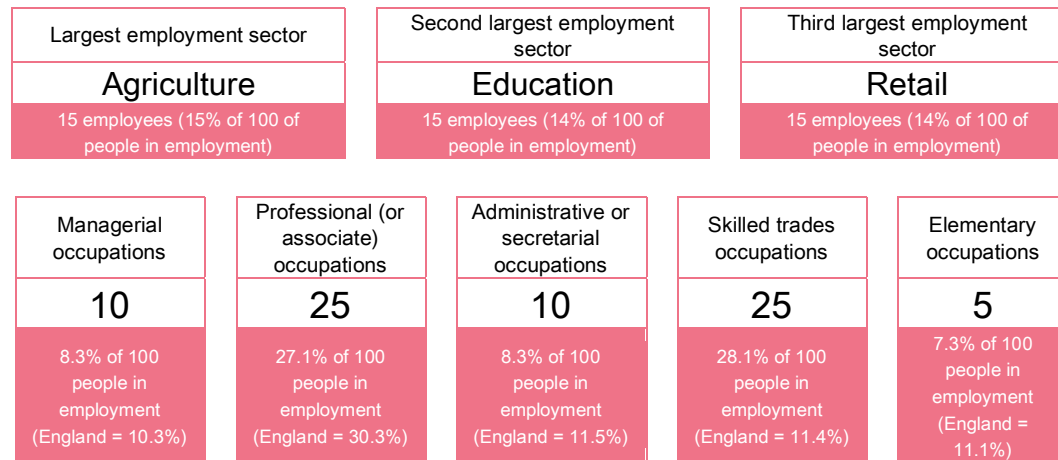 Largest employment sector
Agriculture
15 employees (15% of 100 of
people in employment)
Second largest employment
sector
Education
15 employees (14% of 100 of
people in employment)
Third largest employment
sector
Retail
15 employees (14% of 100 of
people in employment)
Managerial
occupations
10
8.3% of 100
people in
employment
(England = 10.3%)
Professional (or
associate)
occupations
25
27.1% of 100
people in
employment
(England = 30.3%)
Administrative or
secretarial
occupations
10
8.3% of 100
people in
employment
(England = 11.5%)
Skilled trades
occupations
25
28.1% of 100
people in
employment
(England = 11.4%)
Elementary
occupations
5
7.3% of 100
people in
employment
(England =
11.1%)